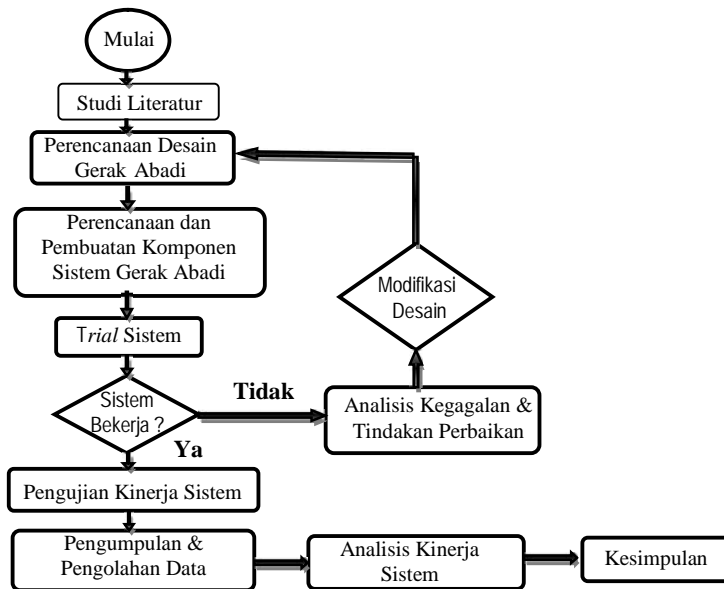 Mulai
Studi Literatur
Perencanaan Desain
Gerak Abadi
Perencanaan dan
Pembuatan Komponen
Sistem Gerak Abadi
Trial Sistem
Sistem
Bekerja ?
Tidak
Ya
Analisis Kegagalan &
Tindakan Perbaikan
Modifikasi
Desain
Pengujian Kinerja Sistem
Pengumpulan &
Pengolahan Data
Analisis Kinerja
Sistem
Kesimpulan